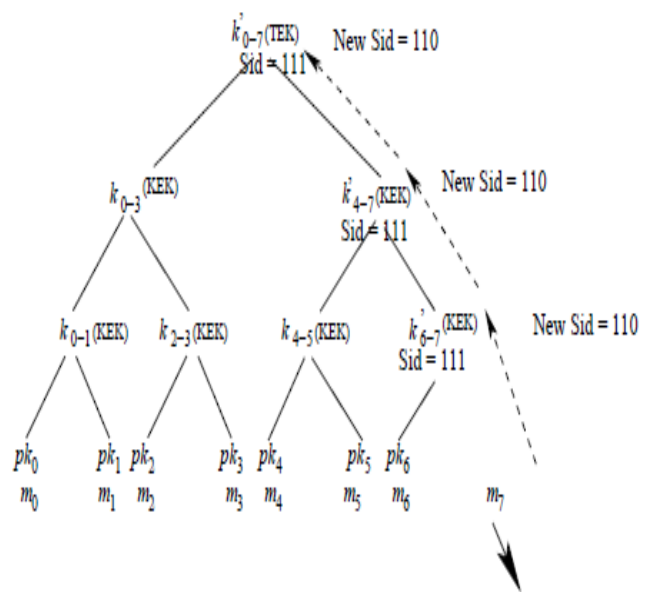 k'₀₋₇(TEK) New Sid = 110
Sid = 111
k₀₋₃(KEK) k'₄₋₇(KEK) New Sid = 110
Sid = 111
k₀₋₁(KEK) k₂₋₃(KEK) k₄₋₅(KEK) k'₆₋₇(KEK) New Sid = 110
Sid = 111
pk₀ pk₁ pk₂ pk₃ pk₄ pk₅ pk₆
m₀ m₁ m₂ m₃ m₄ m₅ m₆ m₇